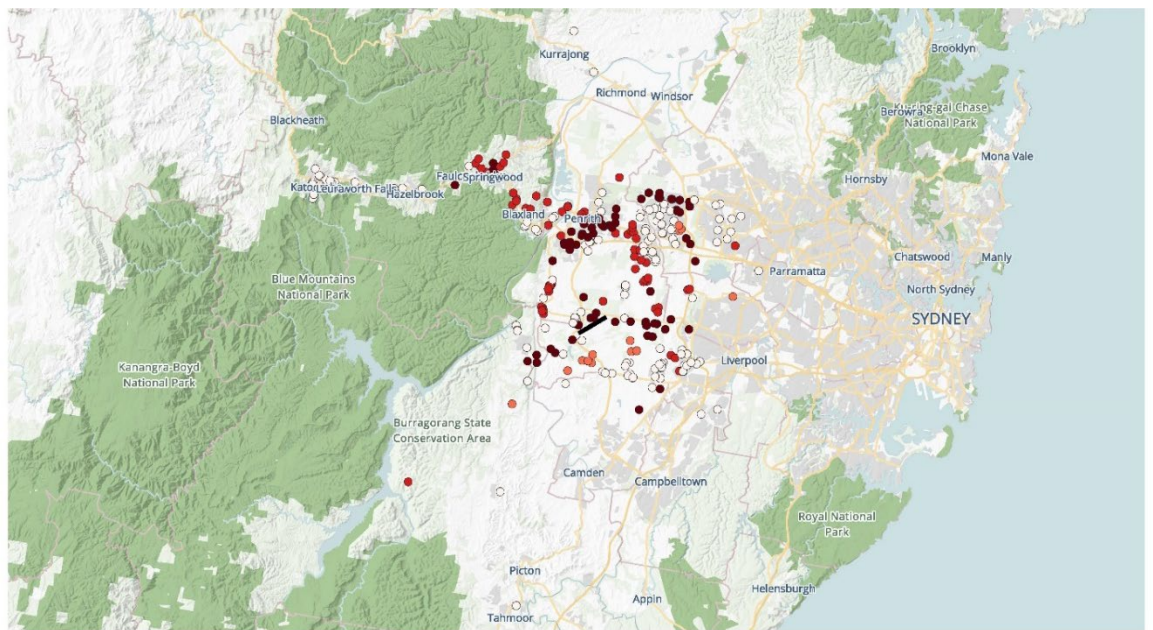 Brooklyn
Kurrajong
Richmond
Windsor
Berowra
Ku-ring-gai Chase
National Park
Blackheath
Mona Vale
Springwood
Hornsby
Hazelbrook
Blaxland
Penrith
Chatswood
Manly
Parramatta
Blue Mountains
National Park
North Sydney
SYDNEY
Liverpool
Kanangra-Boyd
National Park
Burragorang State
Conservation Area
Camden
Campbelltown
Royal National
Park
Picton
Helensburgh
Appin
Tahmoor